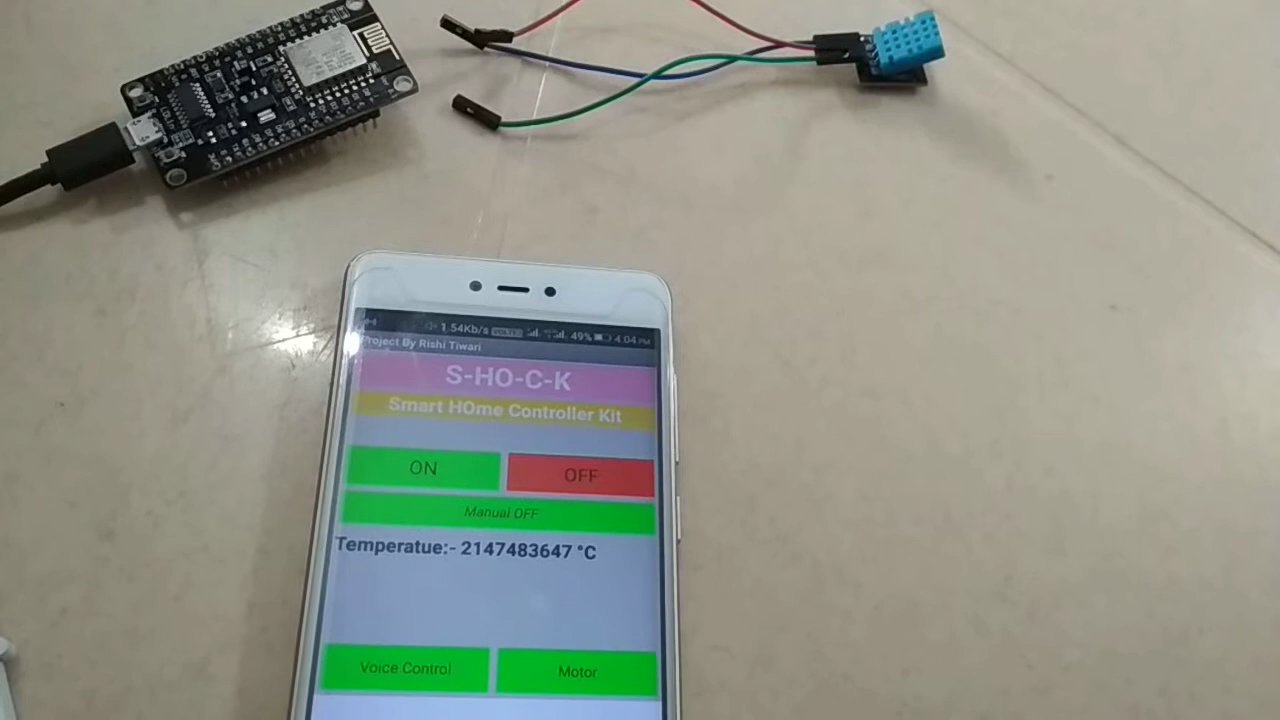 1.54Kb/s VOLTE 49% 4:04 PM
Project By Rishi Tiwari
S-HO-C-K
Smart HOme Controller Kit
ON OFF
Manual OFF
Temperatue:- 2147483647 °C
Voice Control Motor